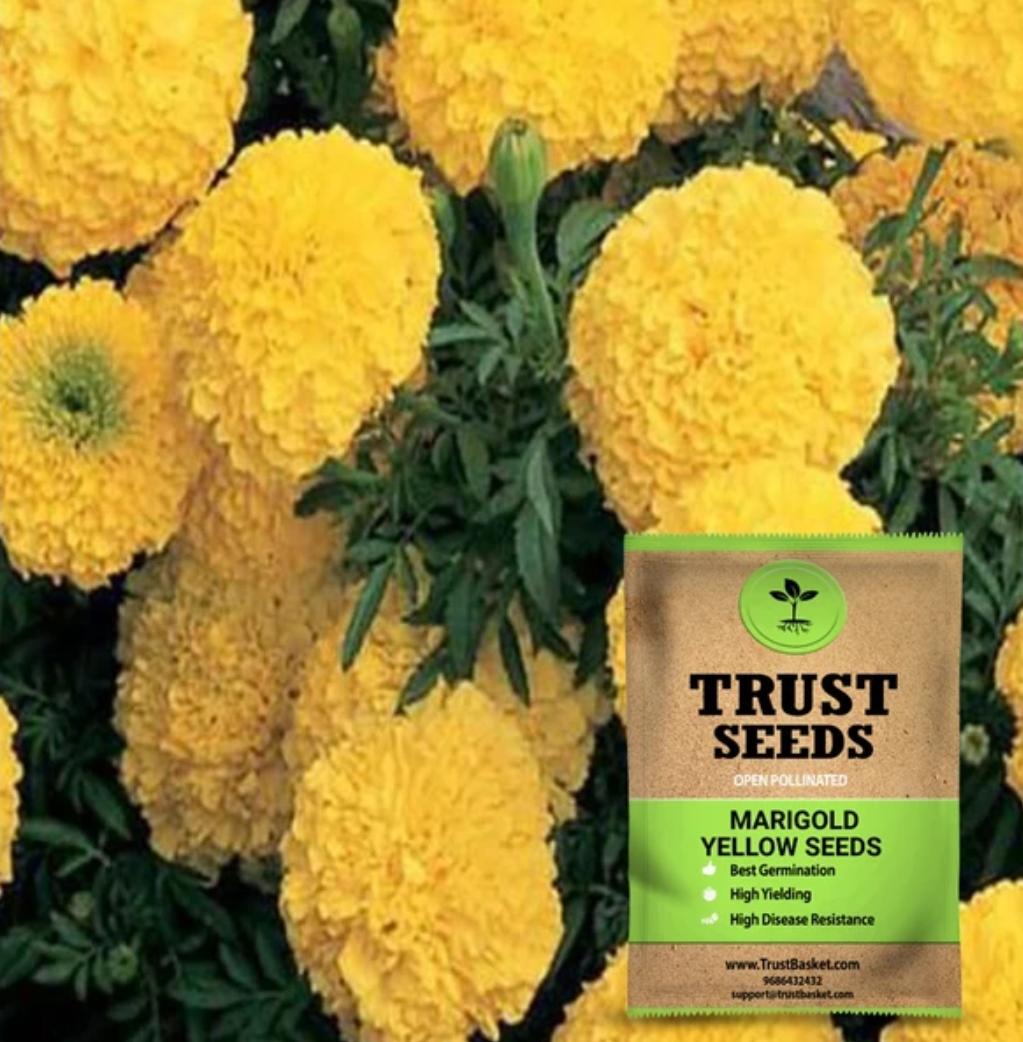 TRUST
SEEDS
OPEN POLLINATED
MARIGOLD
YELLOW SEEDS
Best Germination
High Yielding
High Disease Resistance
www.TrustBasket.com
9686432432
support@trustbasket.com